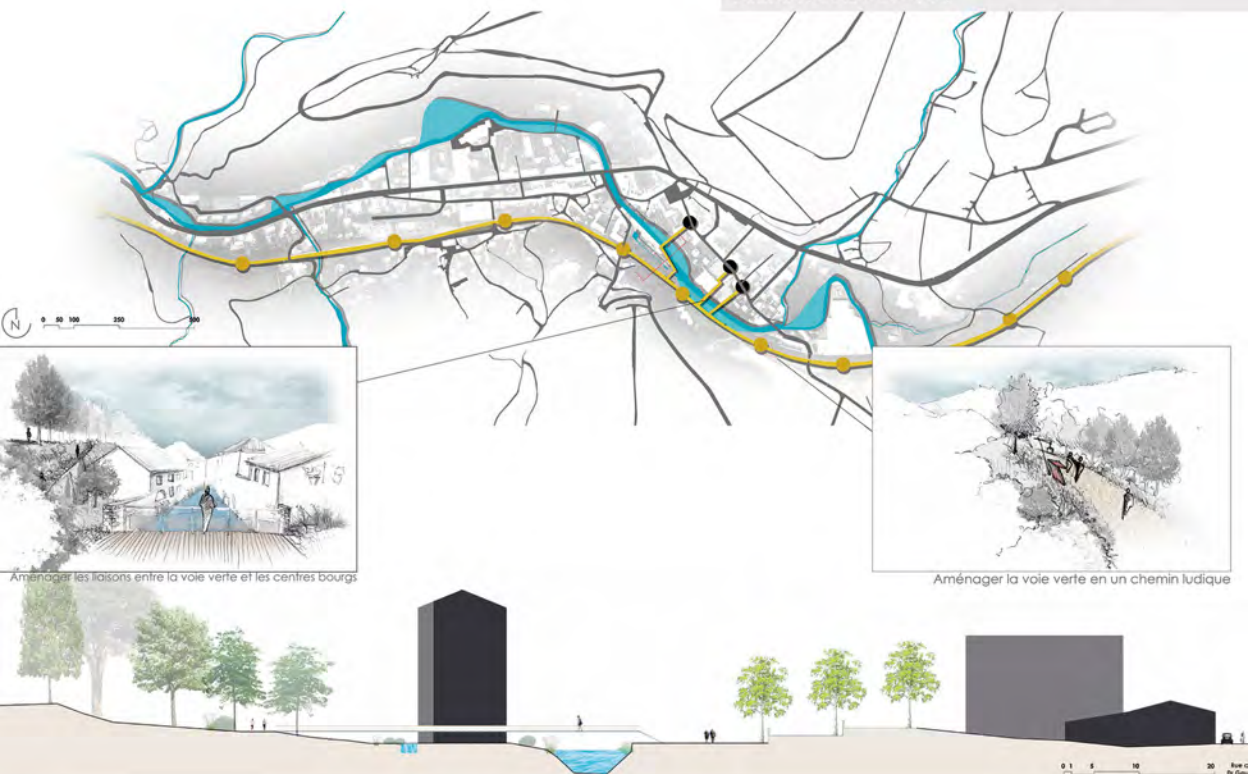 N
0 50 100 250 500
Aménager les liaisons entre la voie verte et les centres bourgs
Aménager la voie verte en un chemin ludique
0 1 5 10 20